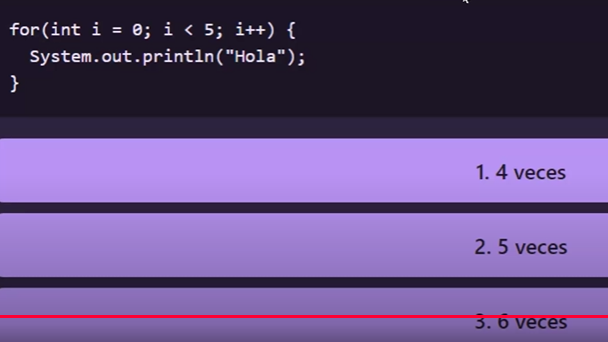 for(int i = 0; i < 5; i++) {
  System.out.println("Hola");
}
1. 4 veces
2. 5 veces
3. 6 veces